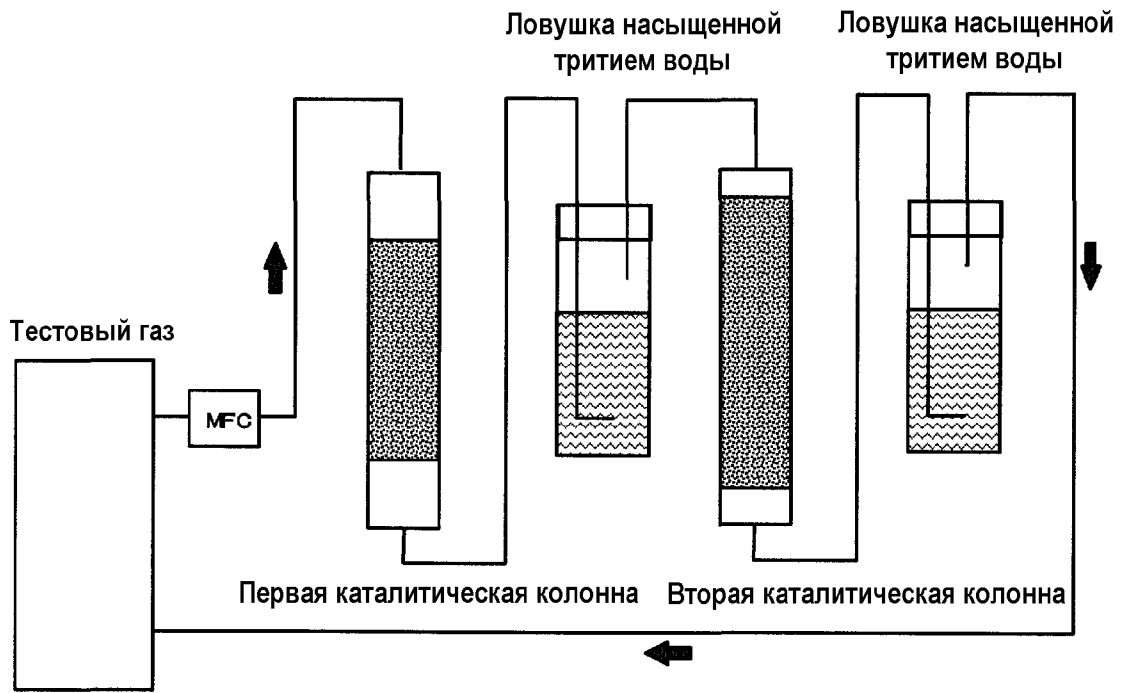 Ловушка насыщенной
тритием воды
Ловушка насыщенной
тритием воды
Тестовый газ
MFC
Первая каталитическая колонна
Вторая каталитическая колонна